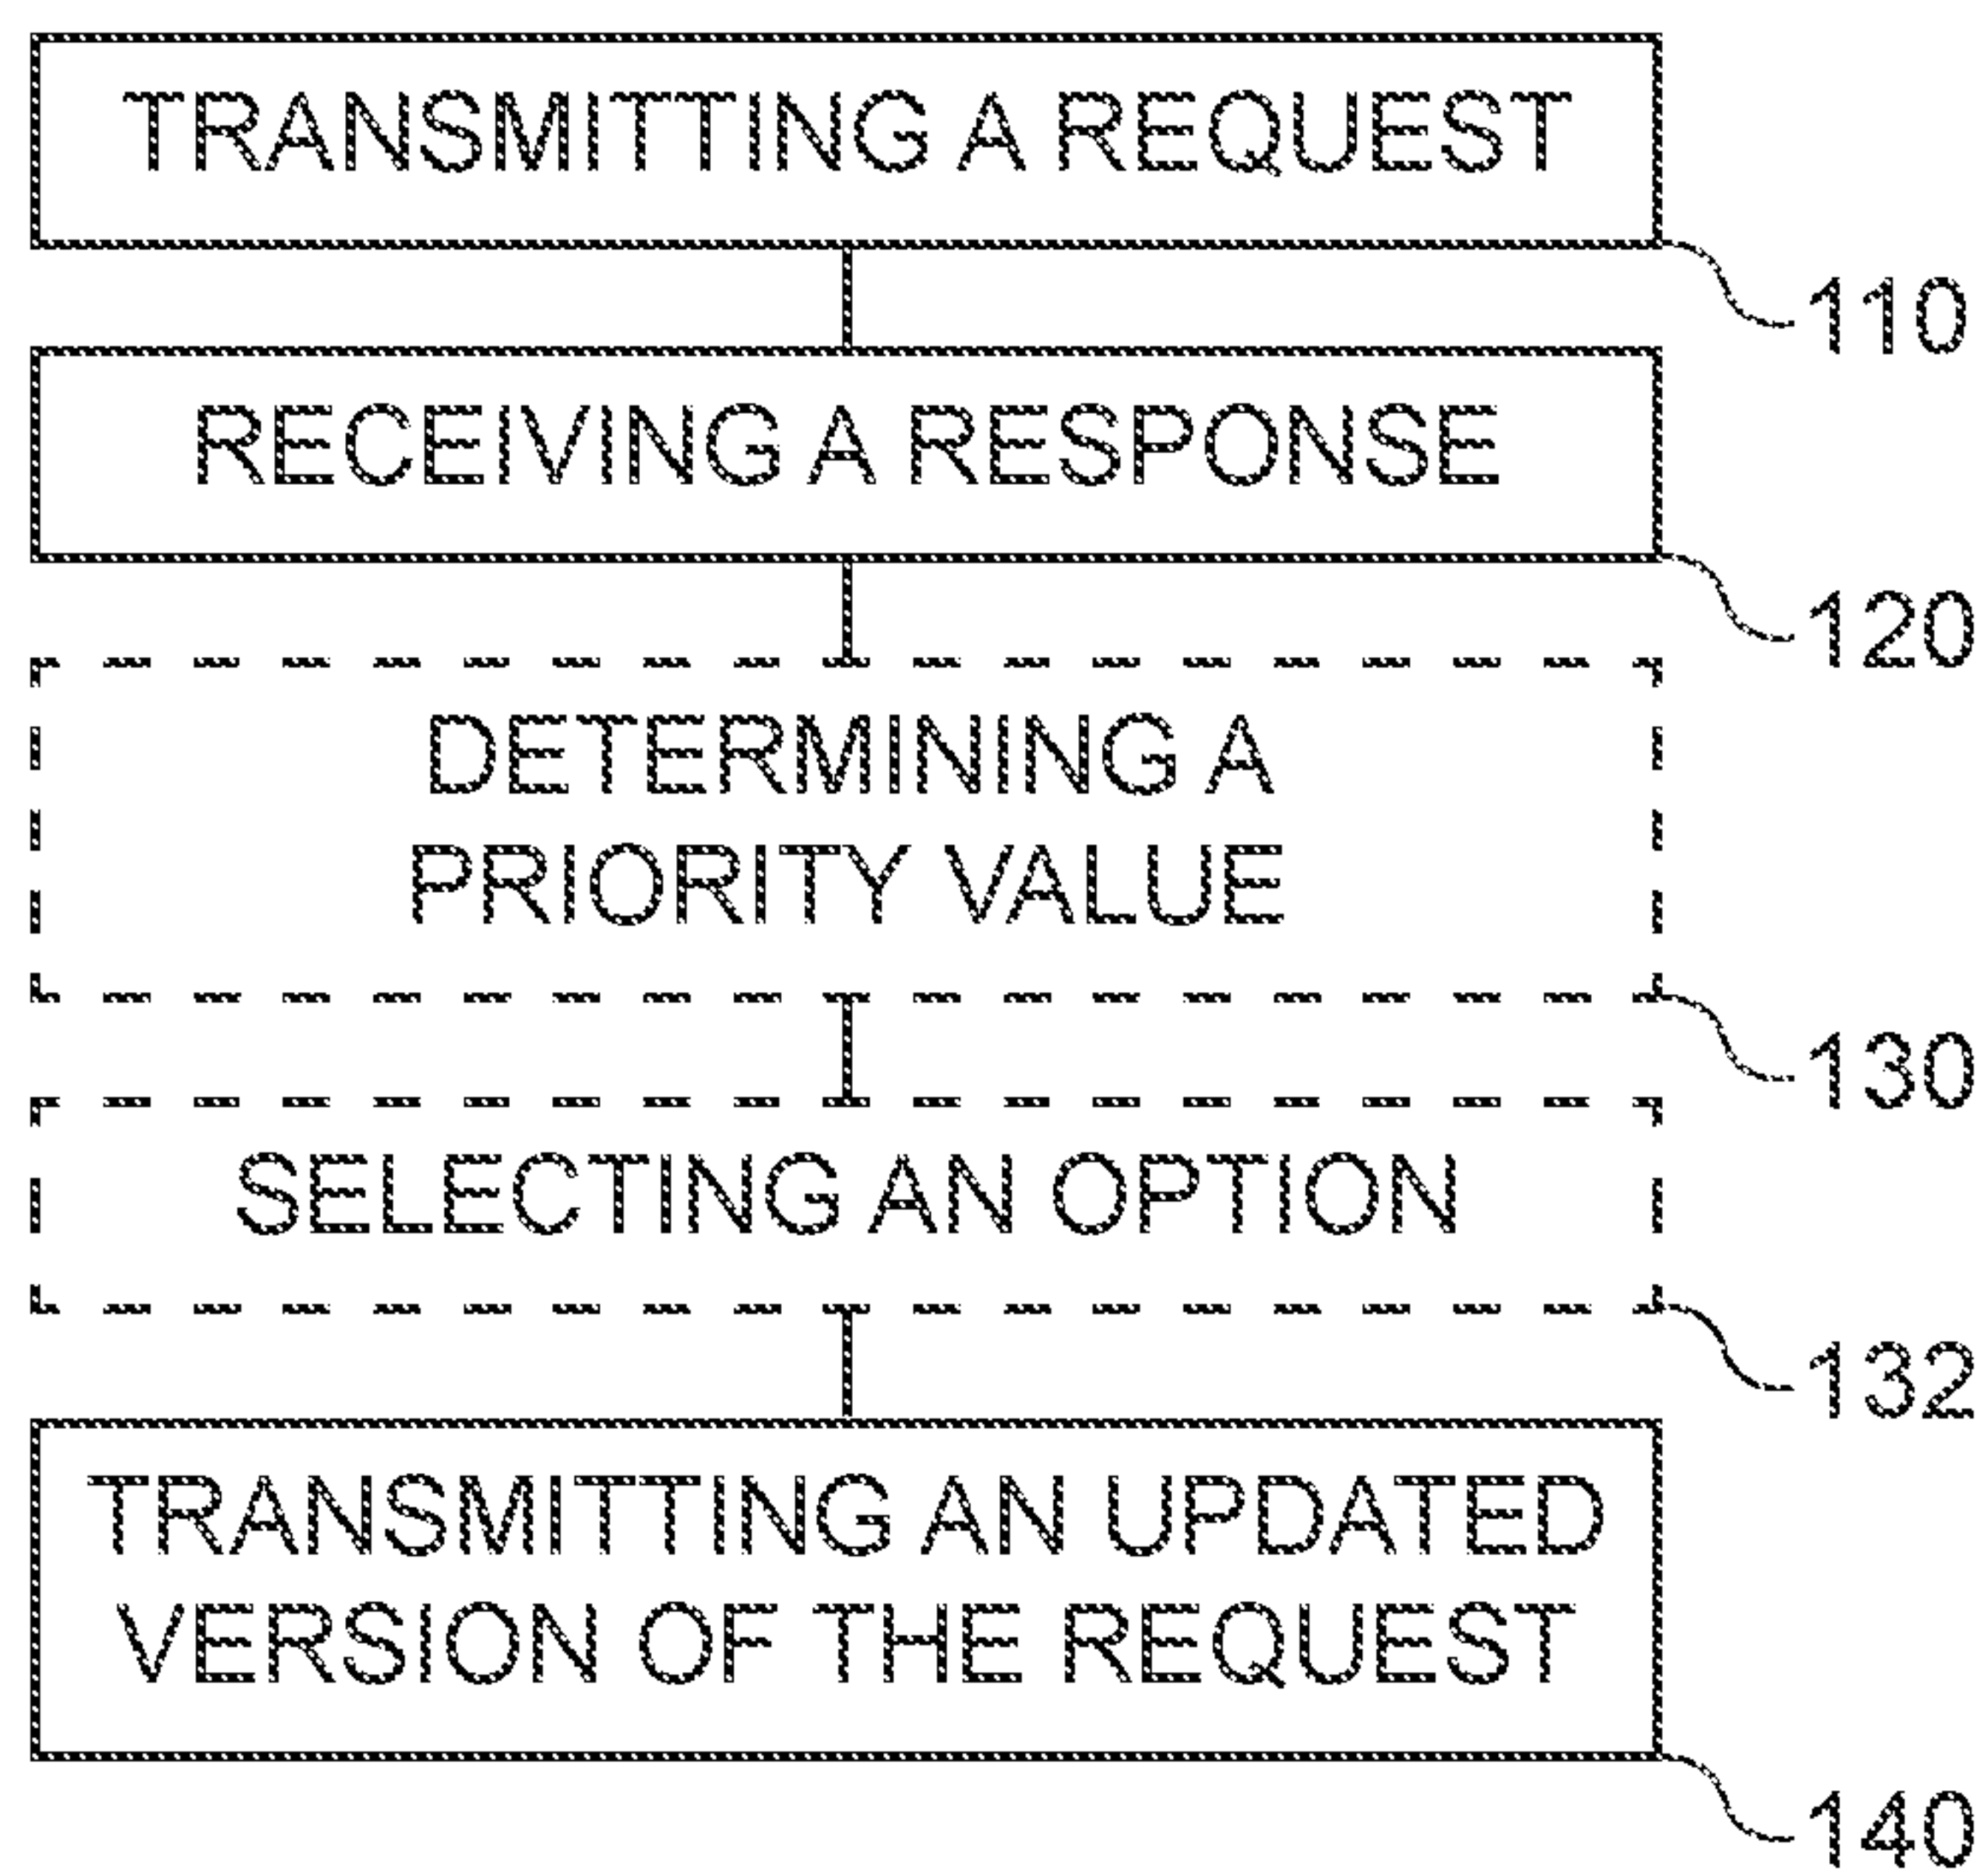 TRANSMITTING A REQUEST
110
RECEIVING A RESPONSE
120
DETERMINING A
PRIORITY VALUE
130
SELECTING AN OPTION
132
TRANSMITTING AN UPDATED
VERSION OF THE REQUEST
140